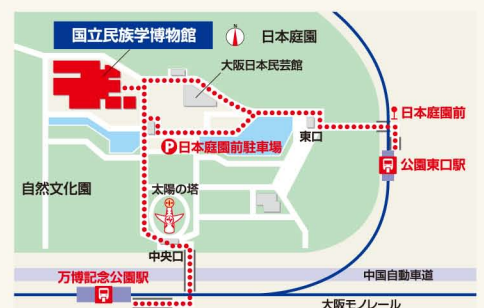 国立民族学博物館
N
日本庭園
大阪日本民芸館
日本庭園前
P日本庭園前駐車場
東口
公園東口駅
自然文化園
太陽の塔
中央口
万博記念公園駅
中国自動車道
大阪モノレール